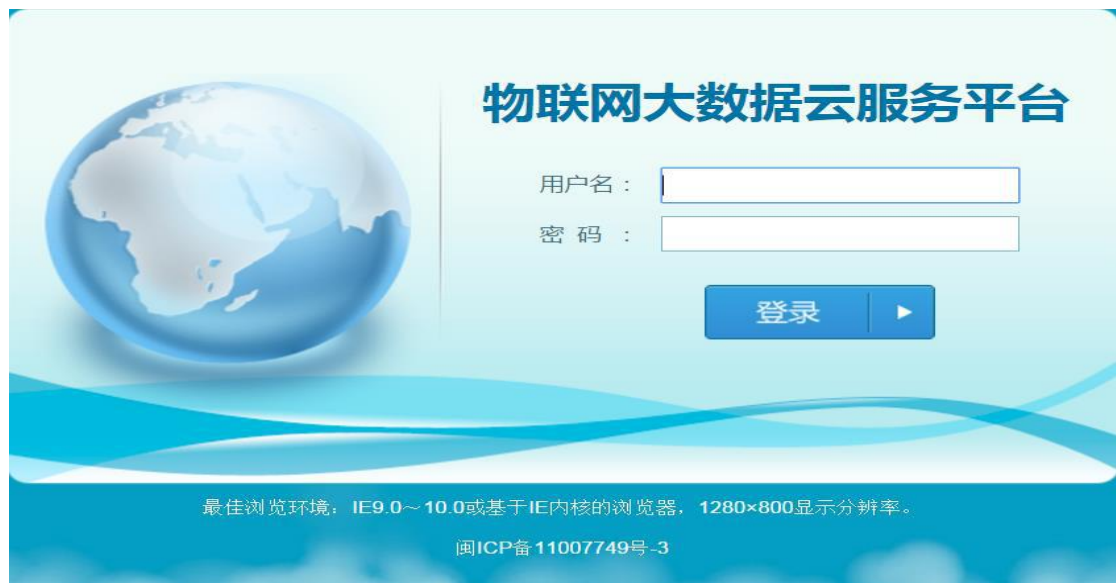 物联网大数据云服务平台
用户名：
密 码 ：
登录
最佳浏览环境：IE9.0～10.0或基于IE内核的浏览器，1280×800显示分辨率。
闽ICP备11007749号-3